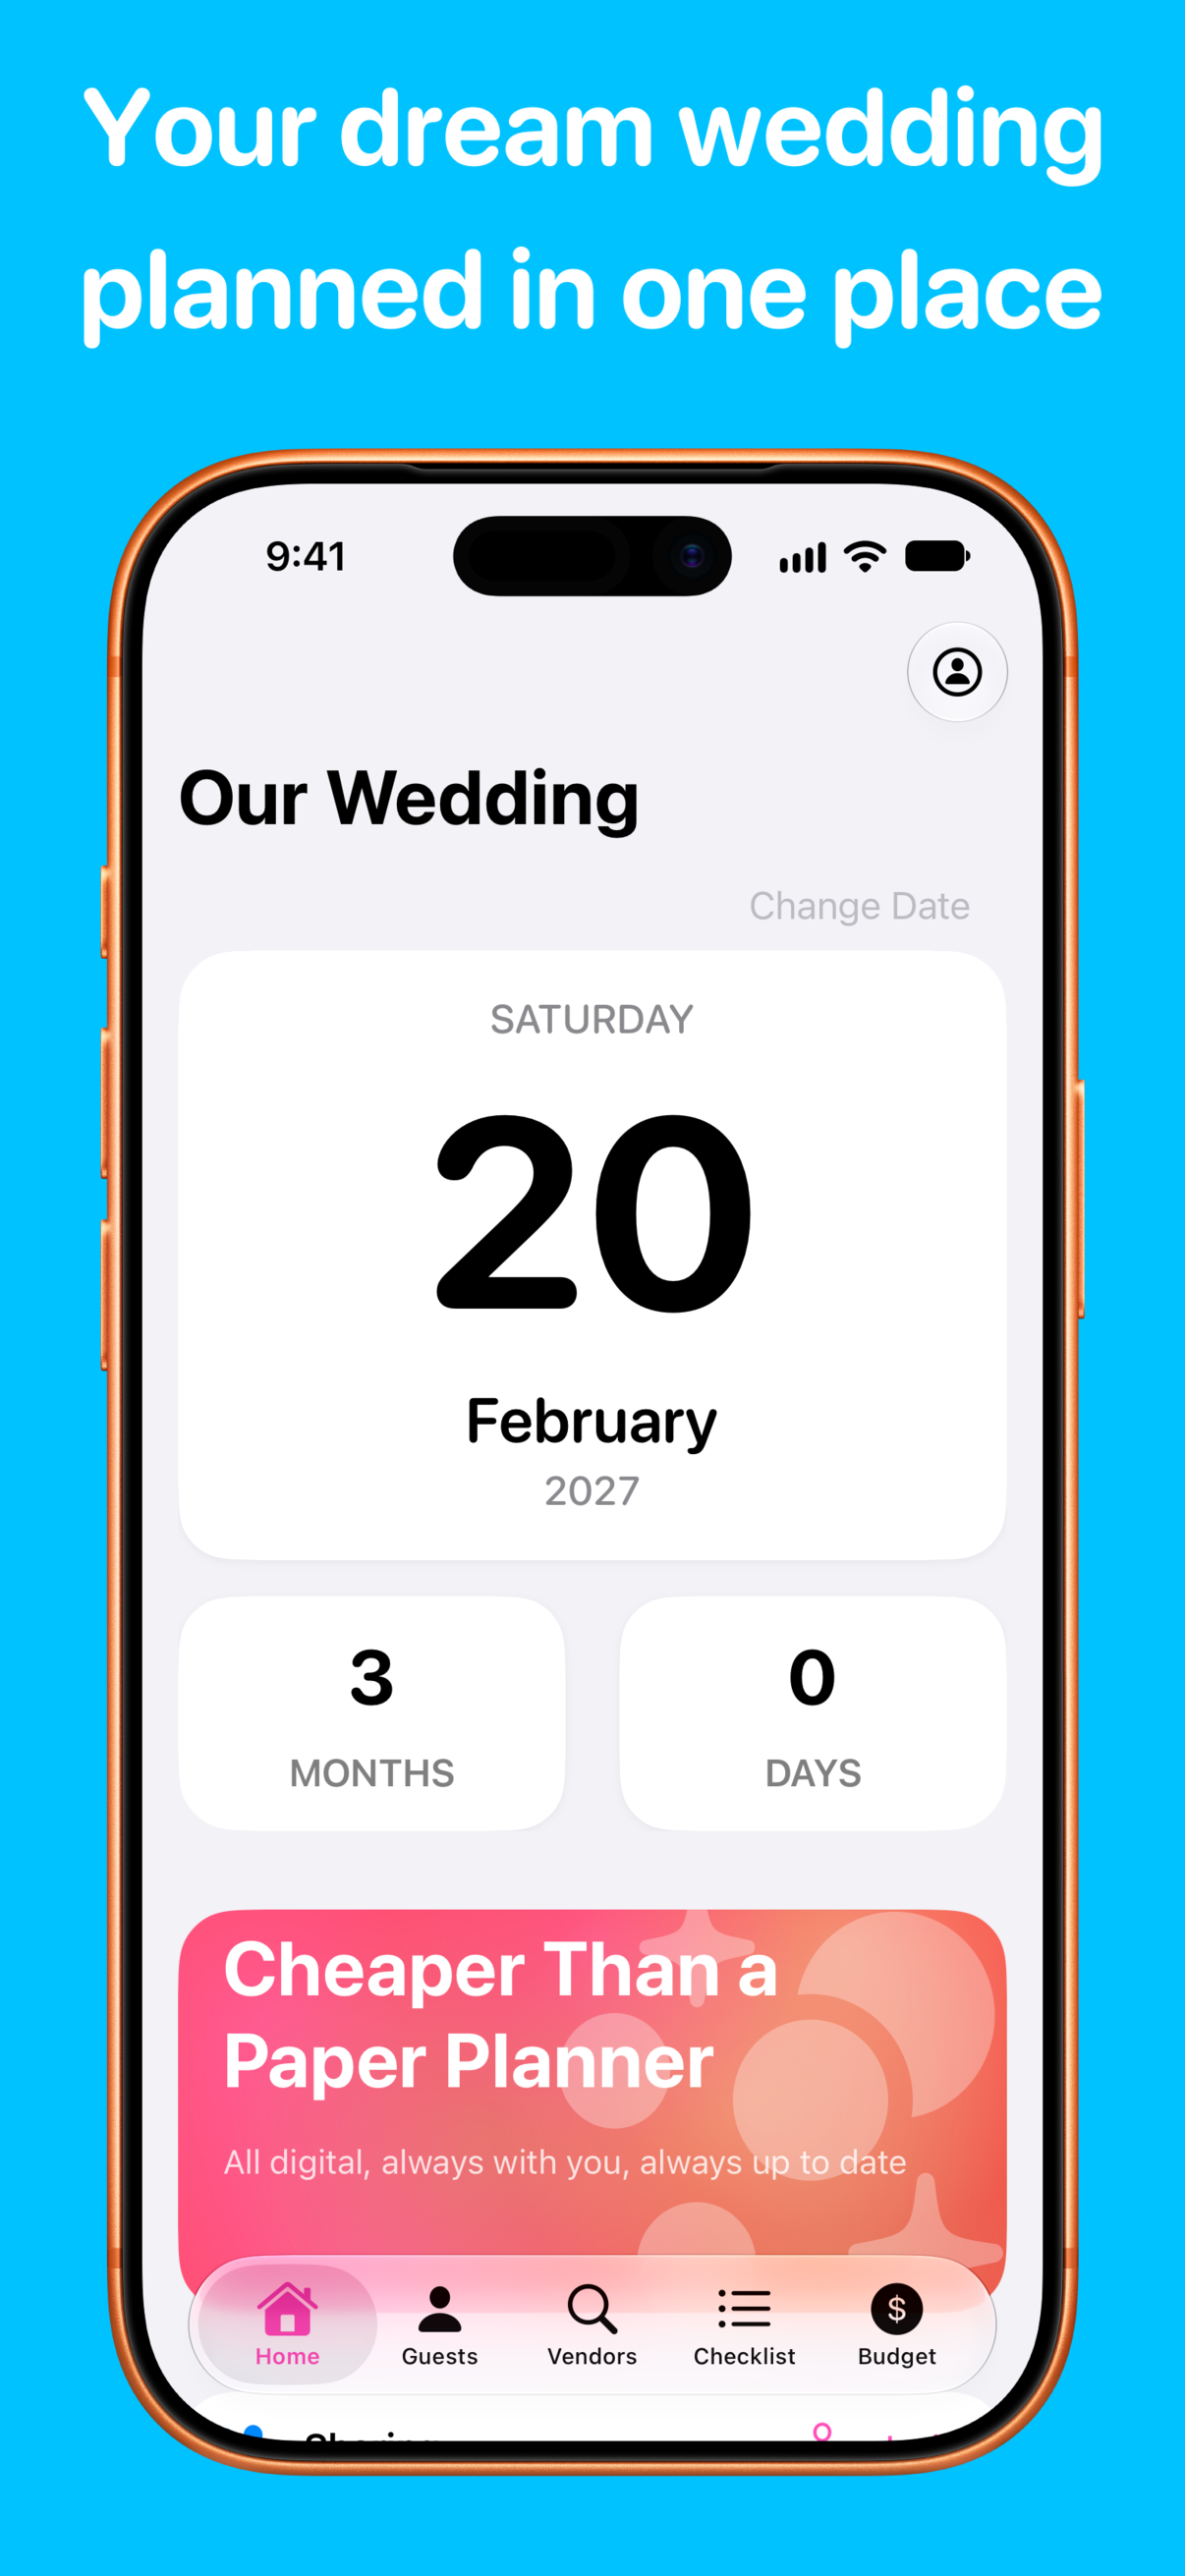 Your dream wedding
planned in one place
9:41
Our Wedding
Change Date
SATURDAY
20
February
2027
3
MONTHS
0
DAYS
Cheaper Than a
Paper Planner
All digital, always with you, always up to date
Home
Guests
Vendors
Checklist
Budget